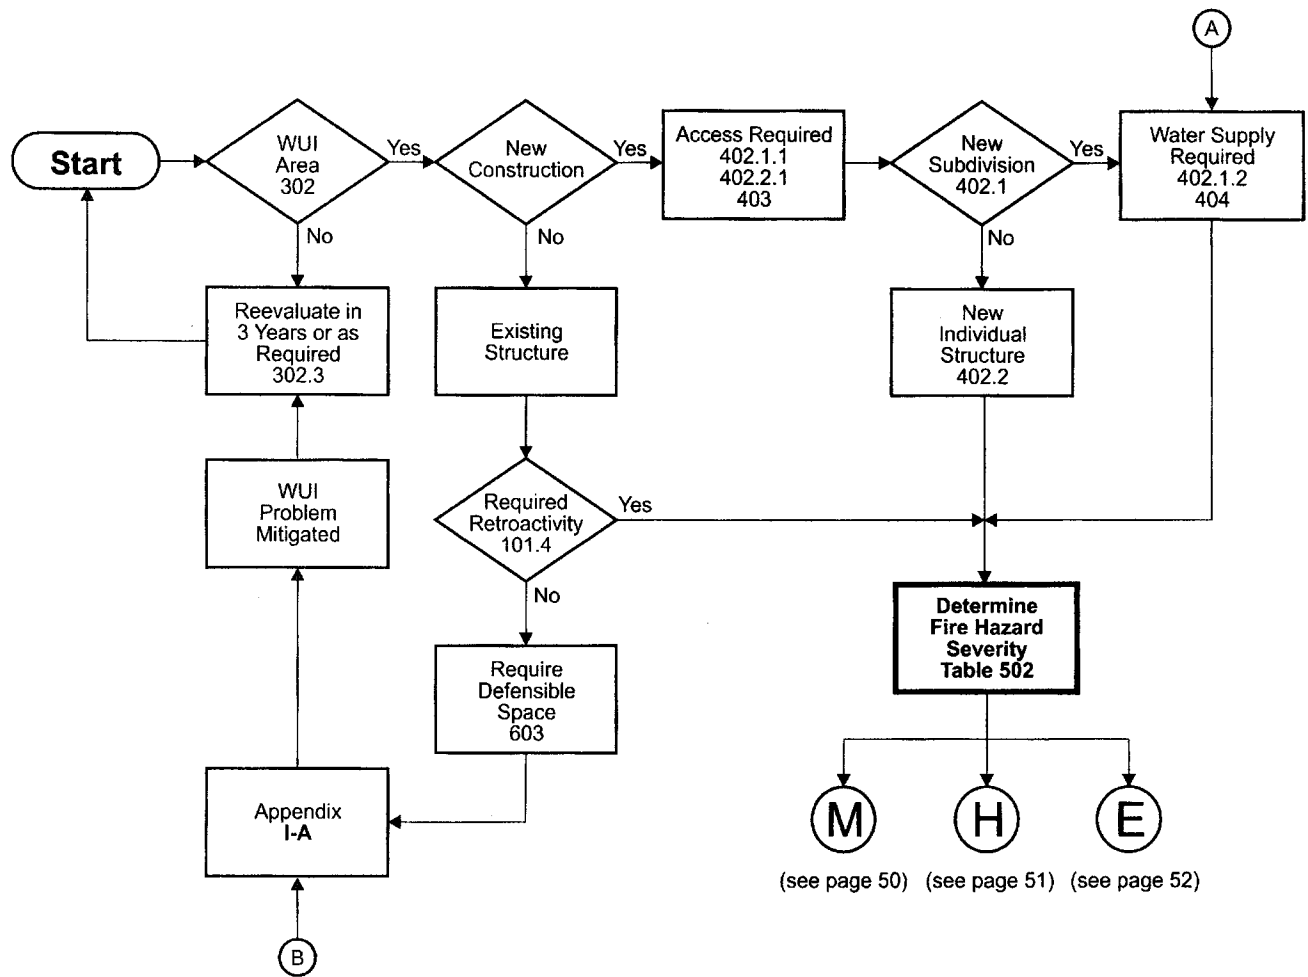 A
Start
WUI
Area
302
Yes
No
New
Construction
Yes
No
Access Required
402.1.1
402.2.1
403
New
Subdivision
402.1
Yes
No
Water Supply
Required
402.1.2
404
Reevaluate in
3 Years or as
Required
302.3
Existing
Structure
New
Individual
Structure
402.2
WUI
Problem
Mitigated
Required
Retroactivity
101.4
Yes
No
Determine
Fire Hazard
Severity
Table 502
Require
Defensible
Space
603
Appendix
I-A
M
H
E
(see page 50)
(see page 51)
(see page 52)
B